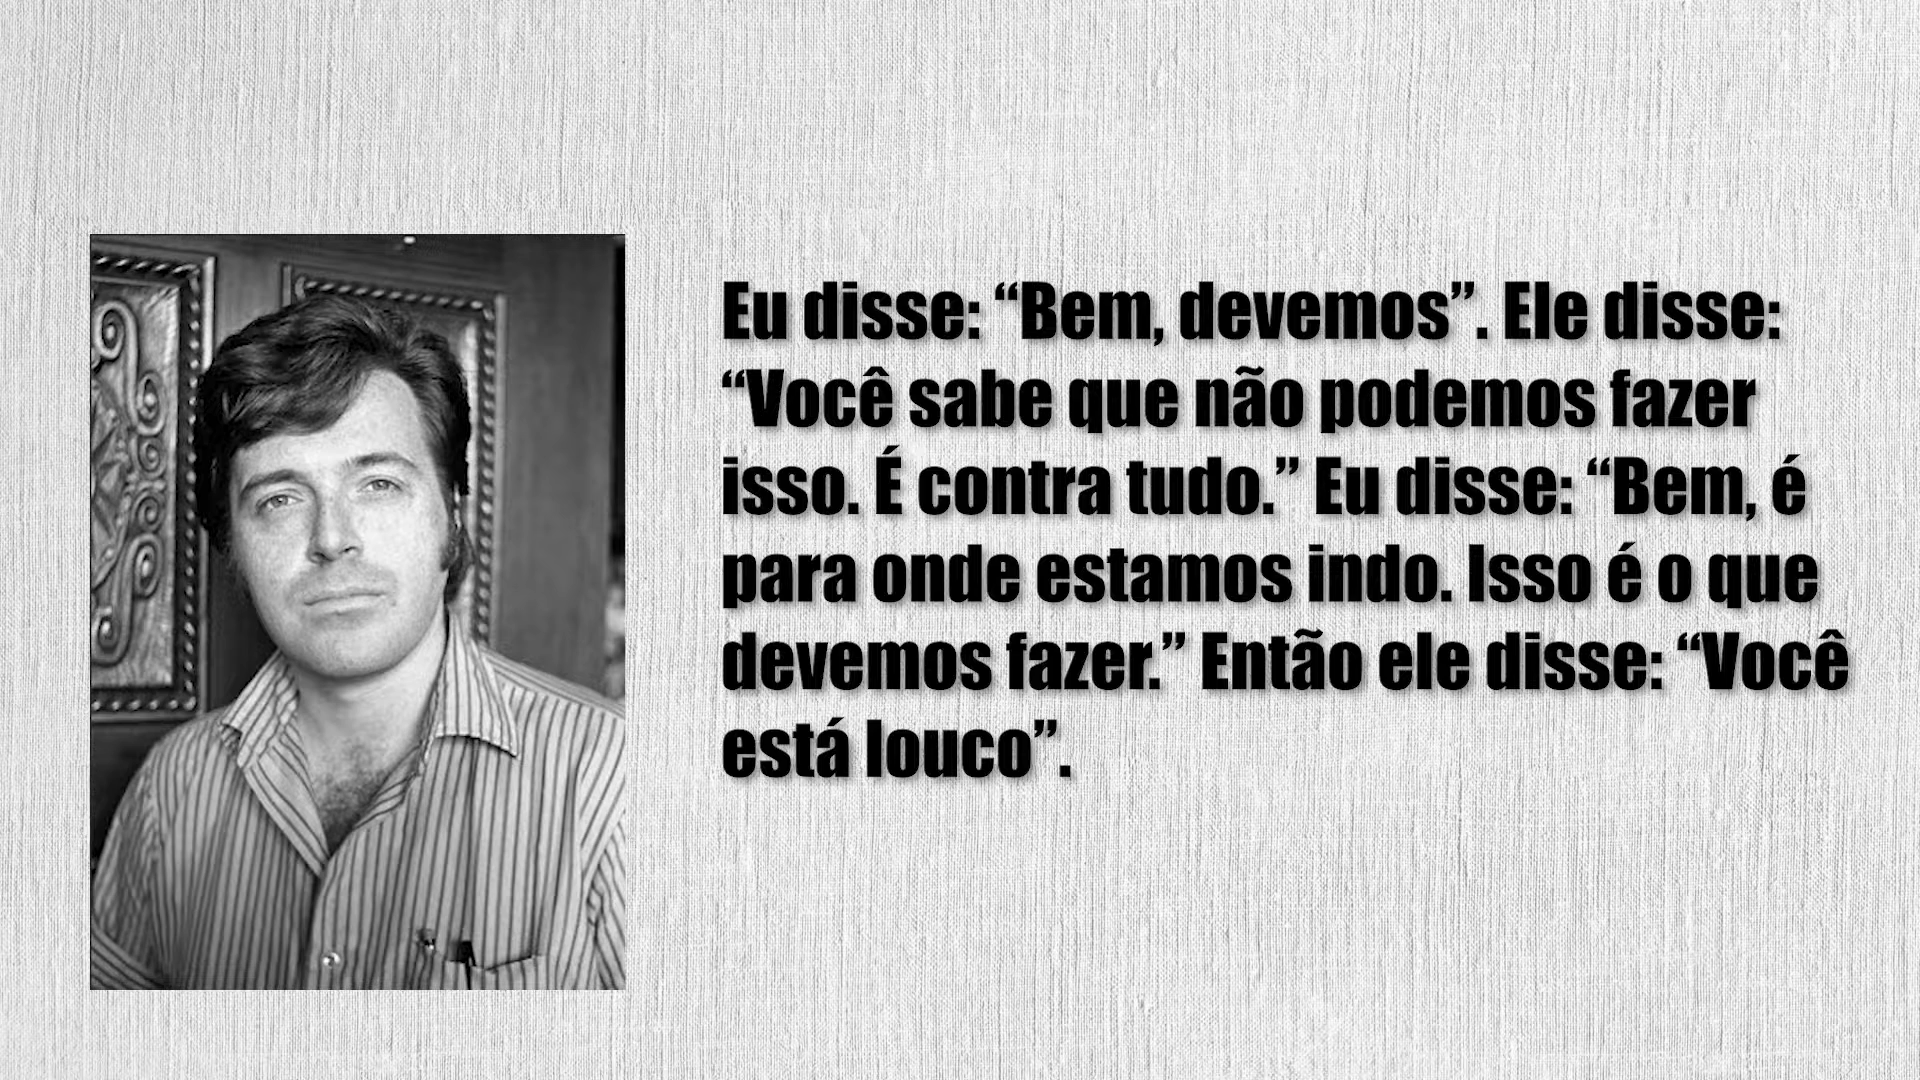 Eu disse: “Bem, devemos”. Ele disse:
“Você sabe que não podemos fazer
isso. É contra tudo.” Eu disse: “Bem, é
para onde estamos indo. Isso é o que
devemos fazer.” Então ele disse: “Você
está louco”.